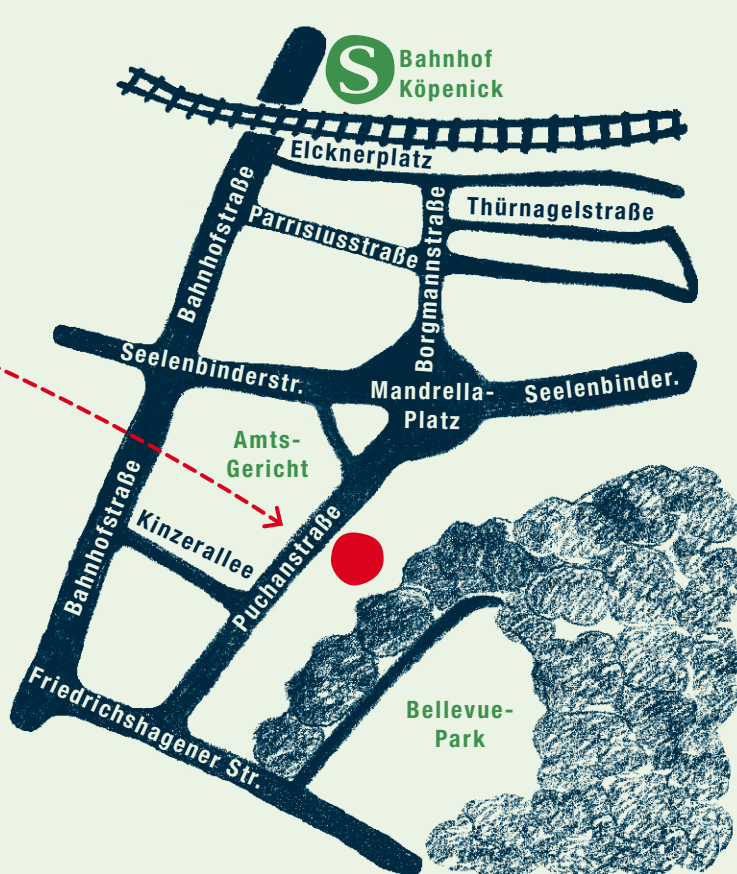 S
Bahnhof
Köpenick
Elcknerplatz
Thürnagelstraße
Bahnhofstraße
Parrisiusstraße
Borgmannstraße
Seelenbinderstr.
Mandrella-
Platz
Seelenbinder.
Amts-
Gericht
Bahnhofstraße
Kinzerallee
Puchanstraße
Friedrichshagener Str.
Bellevue-
Park